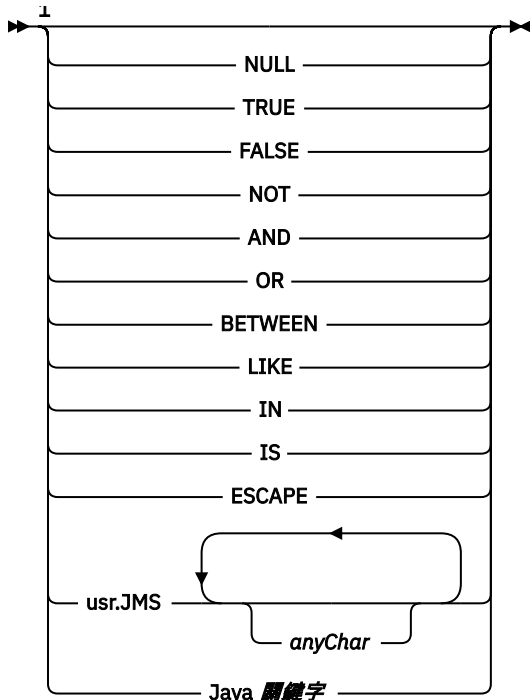 1
NULL
TRUE
FALSE
NOT
AND
OR
BETWEEN
LIKE
IN
IS
ESCAPE
usr.JMS
anyChar
Java 關鍵字